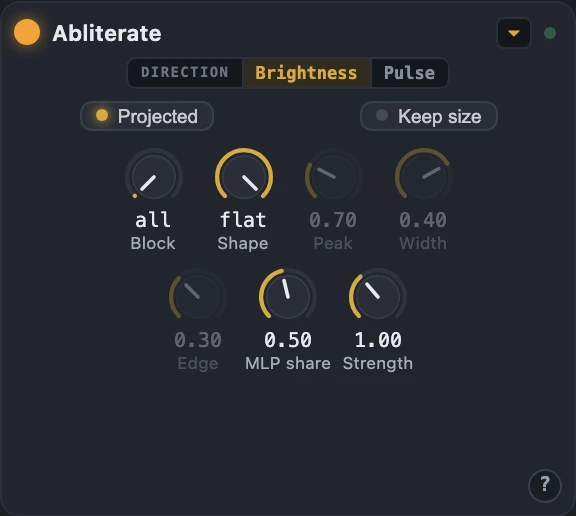 Abliterate
DIRECTION Brightness Pulse
Projected Keep size
all flat 0.70 0.40
Block Shape Peak Width
0.30 0.50 1.00
Edge MLP share Strength
?